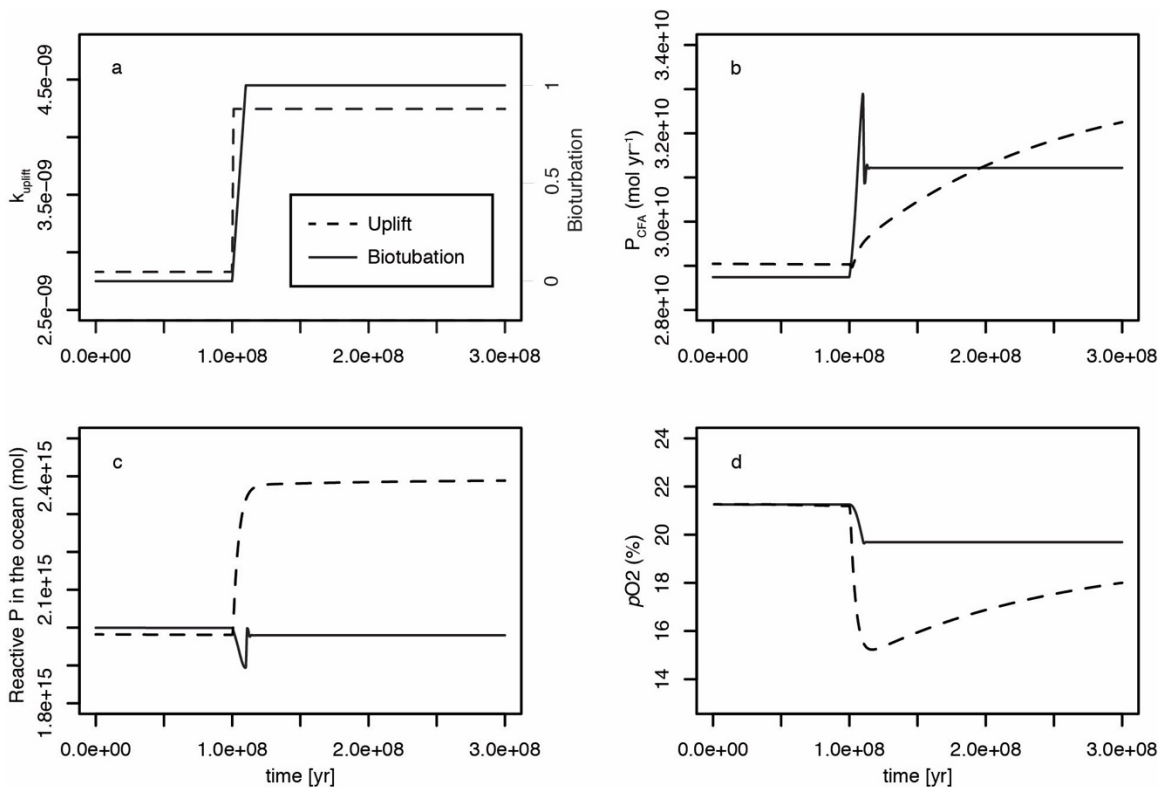 a
4.5e−09
3.5e−09
2.5e−09
k uplift
1
0.5
0
Bioturbation
Uplift
Biotubation
0.0e+00 1.0e+08 2.0e+08 3.0e+08
b
3.4e+10
3.2e+10
3.0e+10
2.8e+10
P CFA (mol yr−1)
0.0e+00 1.0e+08 2.0e+08 3.0e+08
c
2.4e+15
2.1e+15
1.8e+15
Reactive P in the ocean (mol)
0.0e+00 1.0e+08 2.0e+08 3.0e+08
time [yr]
d
24
22
20
18
16
14
pO2 (%)
0.0e+00 1.0e+08 2.0e+08 3.0e+08
time [yr]